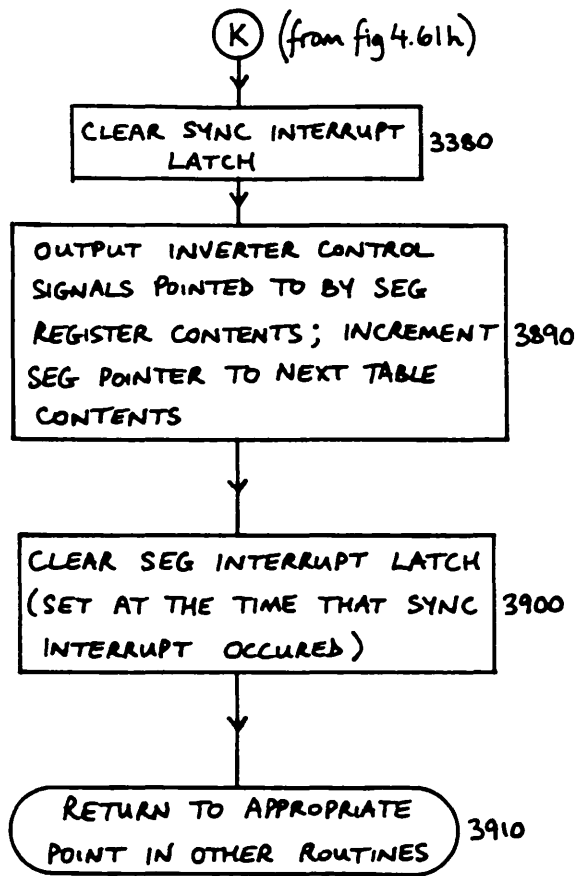 K (from fig 4.61h)
CLEAR SYNC INTERRUPT
LATCH
3380
OUTPUT INVERTER CONTROL
SIGNALS POINTED TO BY SEG
REGISTER CONTENTS; INCREMENT
SEG POINTER TO NEXT TABLE
CONTENTS
3890
CLEAR SEG INTERRUPT LATCH
(SET AT THE TIME THAT SYNC
INTERRUPT OCCURED)
3900
RETURN TO APPROPRIATE
POINT IN OTHER ROUTINES
3910